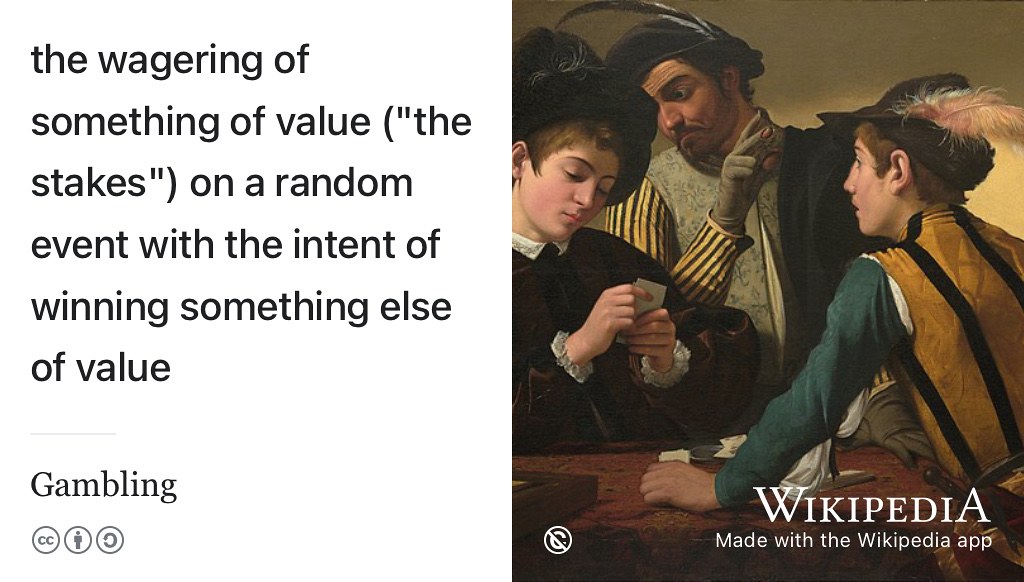 the wagering of
something of value ("the
stakes") on a random
event with the intent of
winning something else
of value
Gambling
cc
WIKIPEDIA
Made with the Wikipedia app